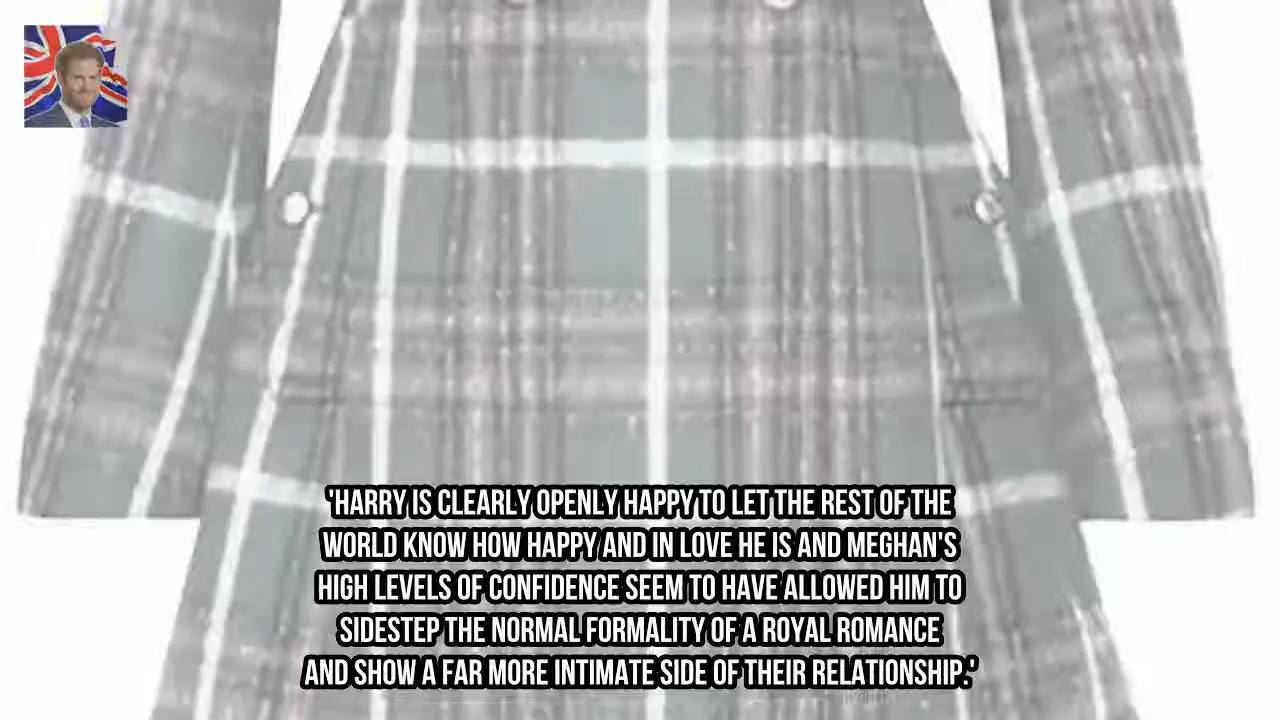 'HARRY IS CLEARLY OPENLY HAPPY TO LET THE REST OF THE
WORLD KNOW HOW HAPPY AND IN LOVE HE IS AND MEGHAN'S
HIGH LEVELS OF CONFIDENCE SEEM TO HAVE ALLOWED HIM TO
SIDESTEP THE NORMAL FORMALITY OF A ROYAL ROMANCE
AND SHOW A FAR MORE INTIMATE SIDE OF THEIR RELATIONSHIP.'